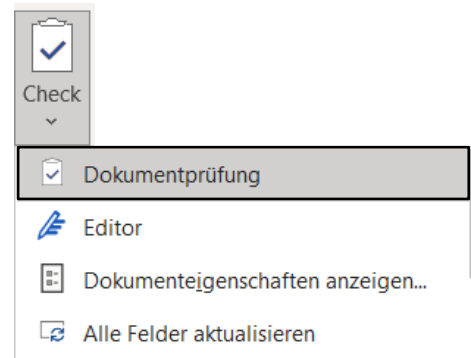 Check
Dokumentprüfung
Editor
Dokumenteigenschaften anzeigen...
Alle Felder aktualisieren